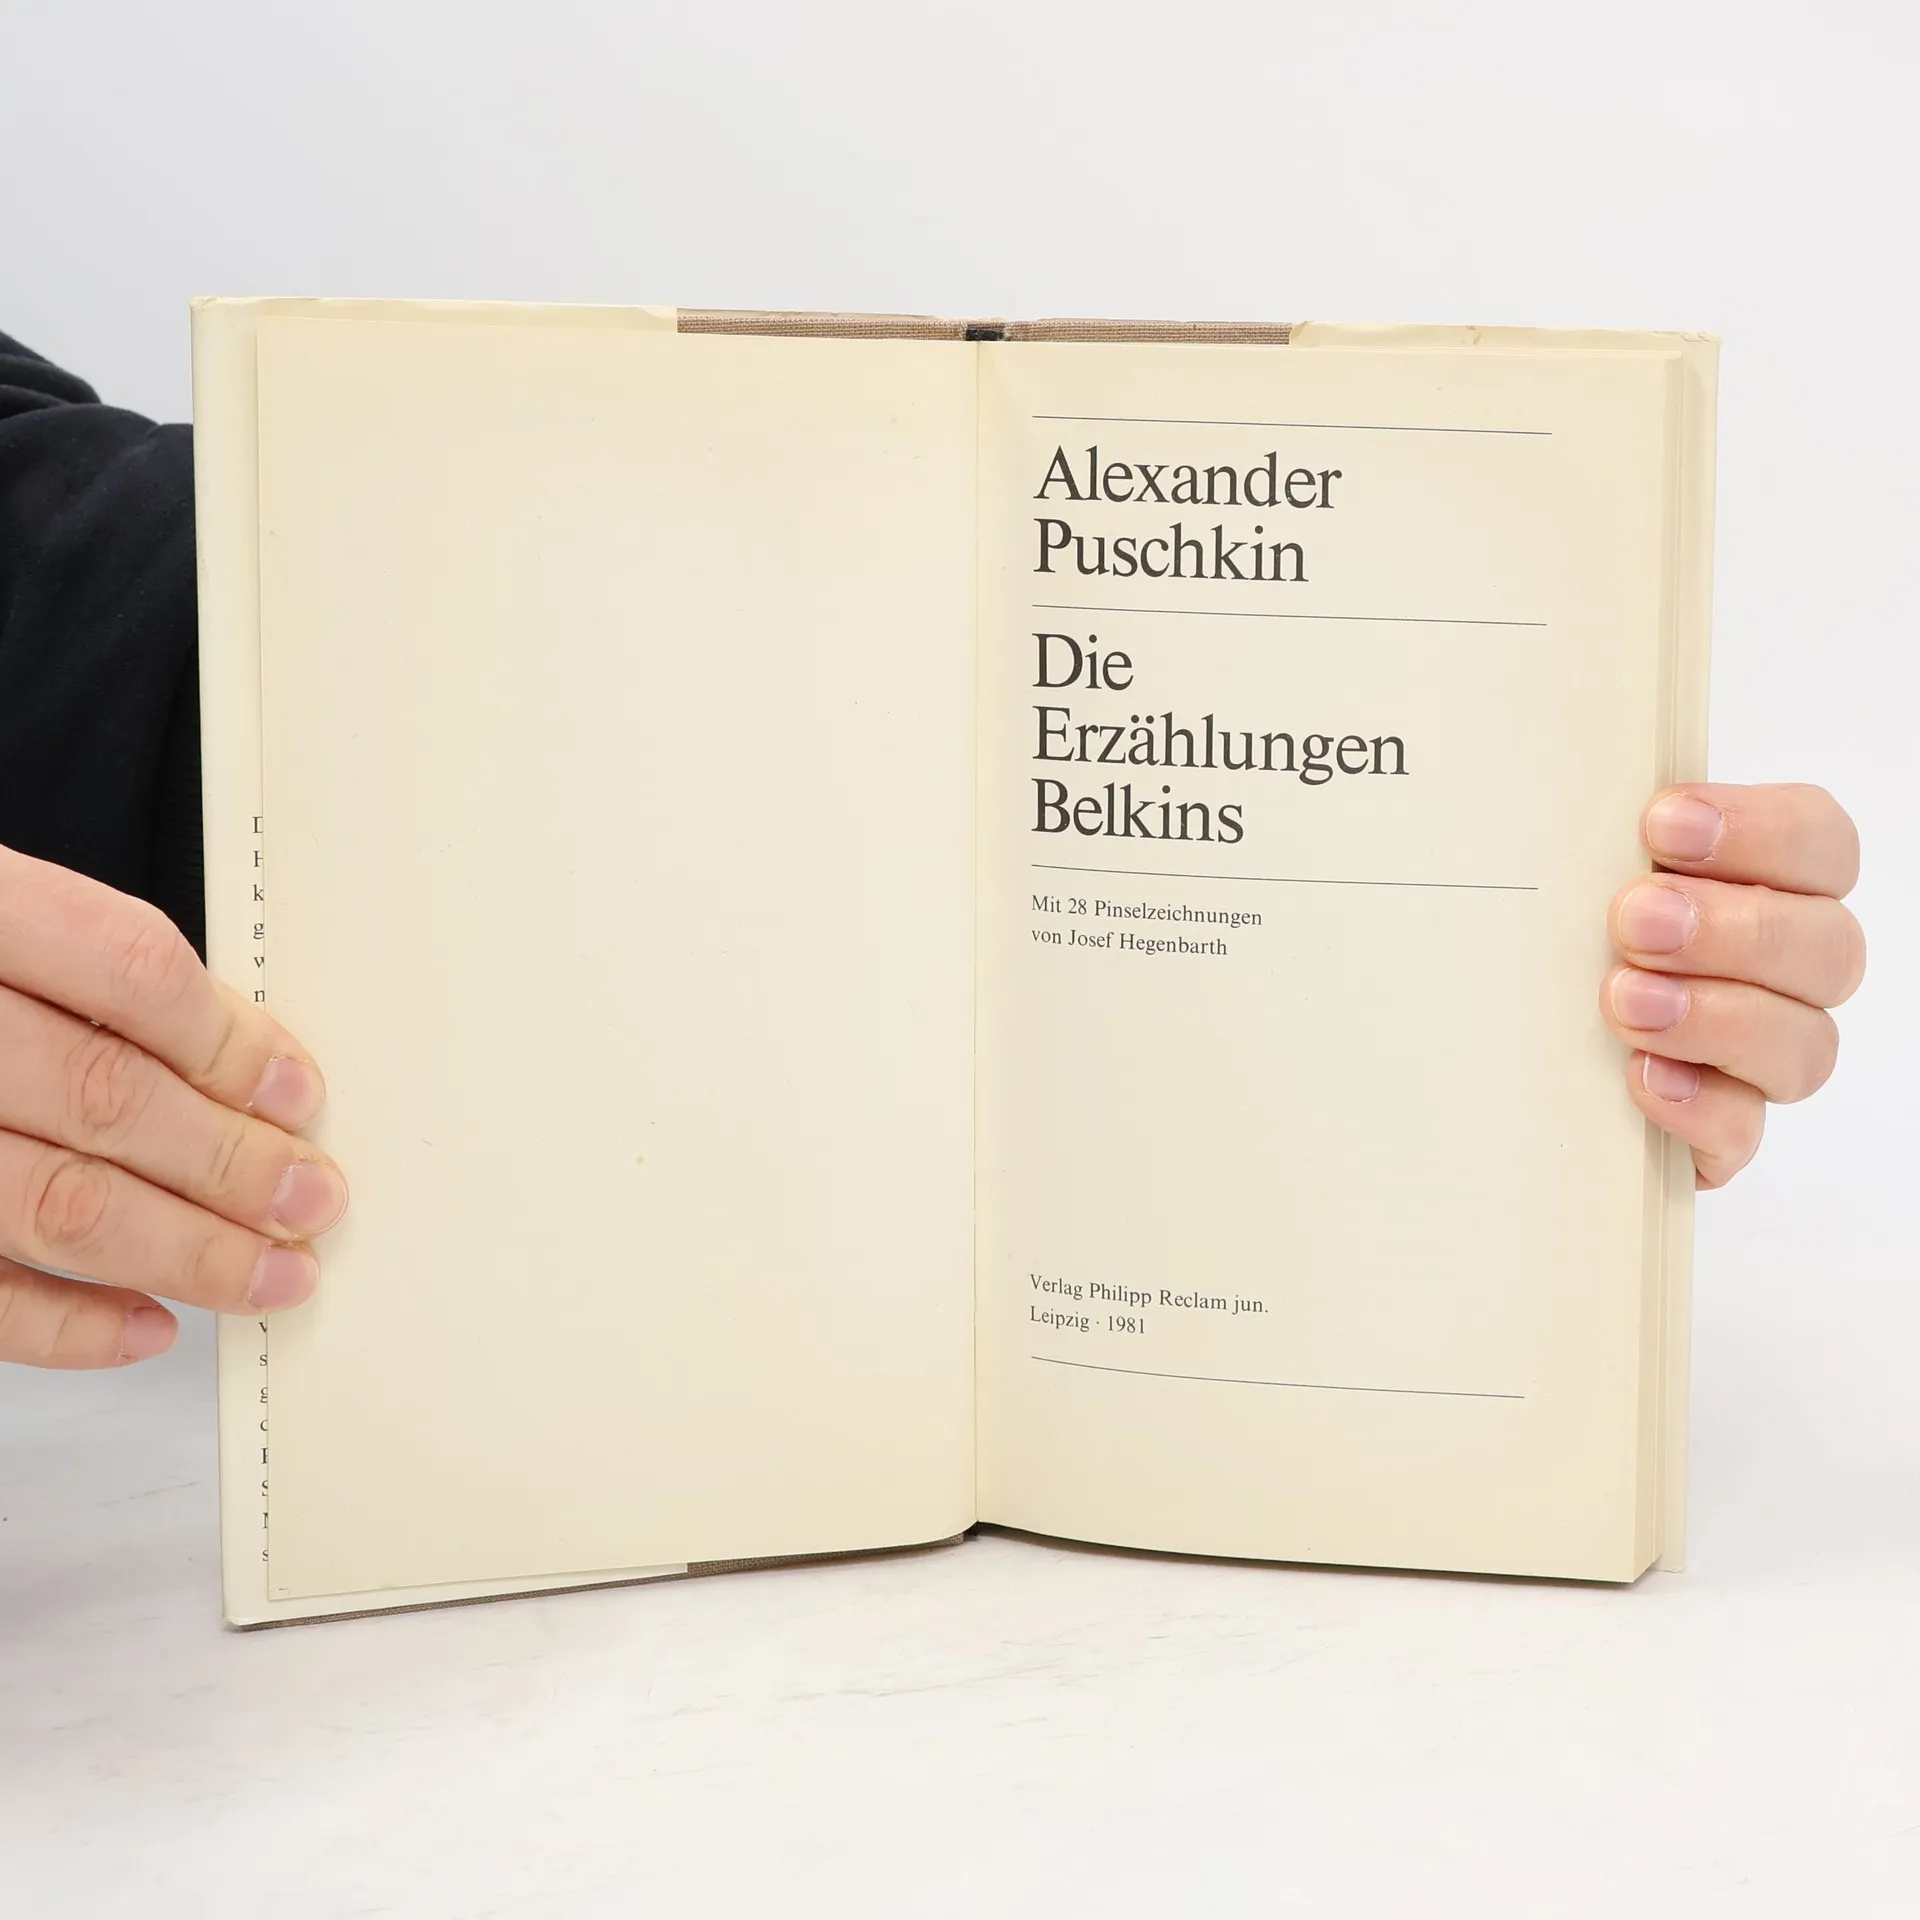 Alexander
Puschkin
Die
Erzählungen
Belkins
Mit 28 Pinselzeichnungen
von Josef Hegenbarth
Verlag Philipp Reclam jun.
Leipzig · 1981